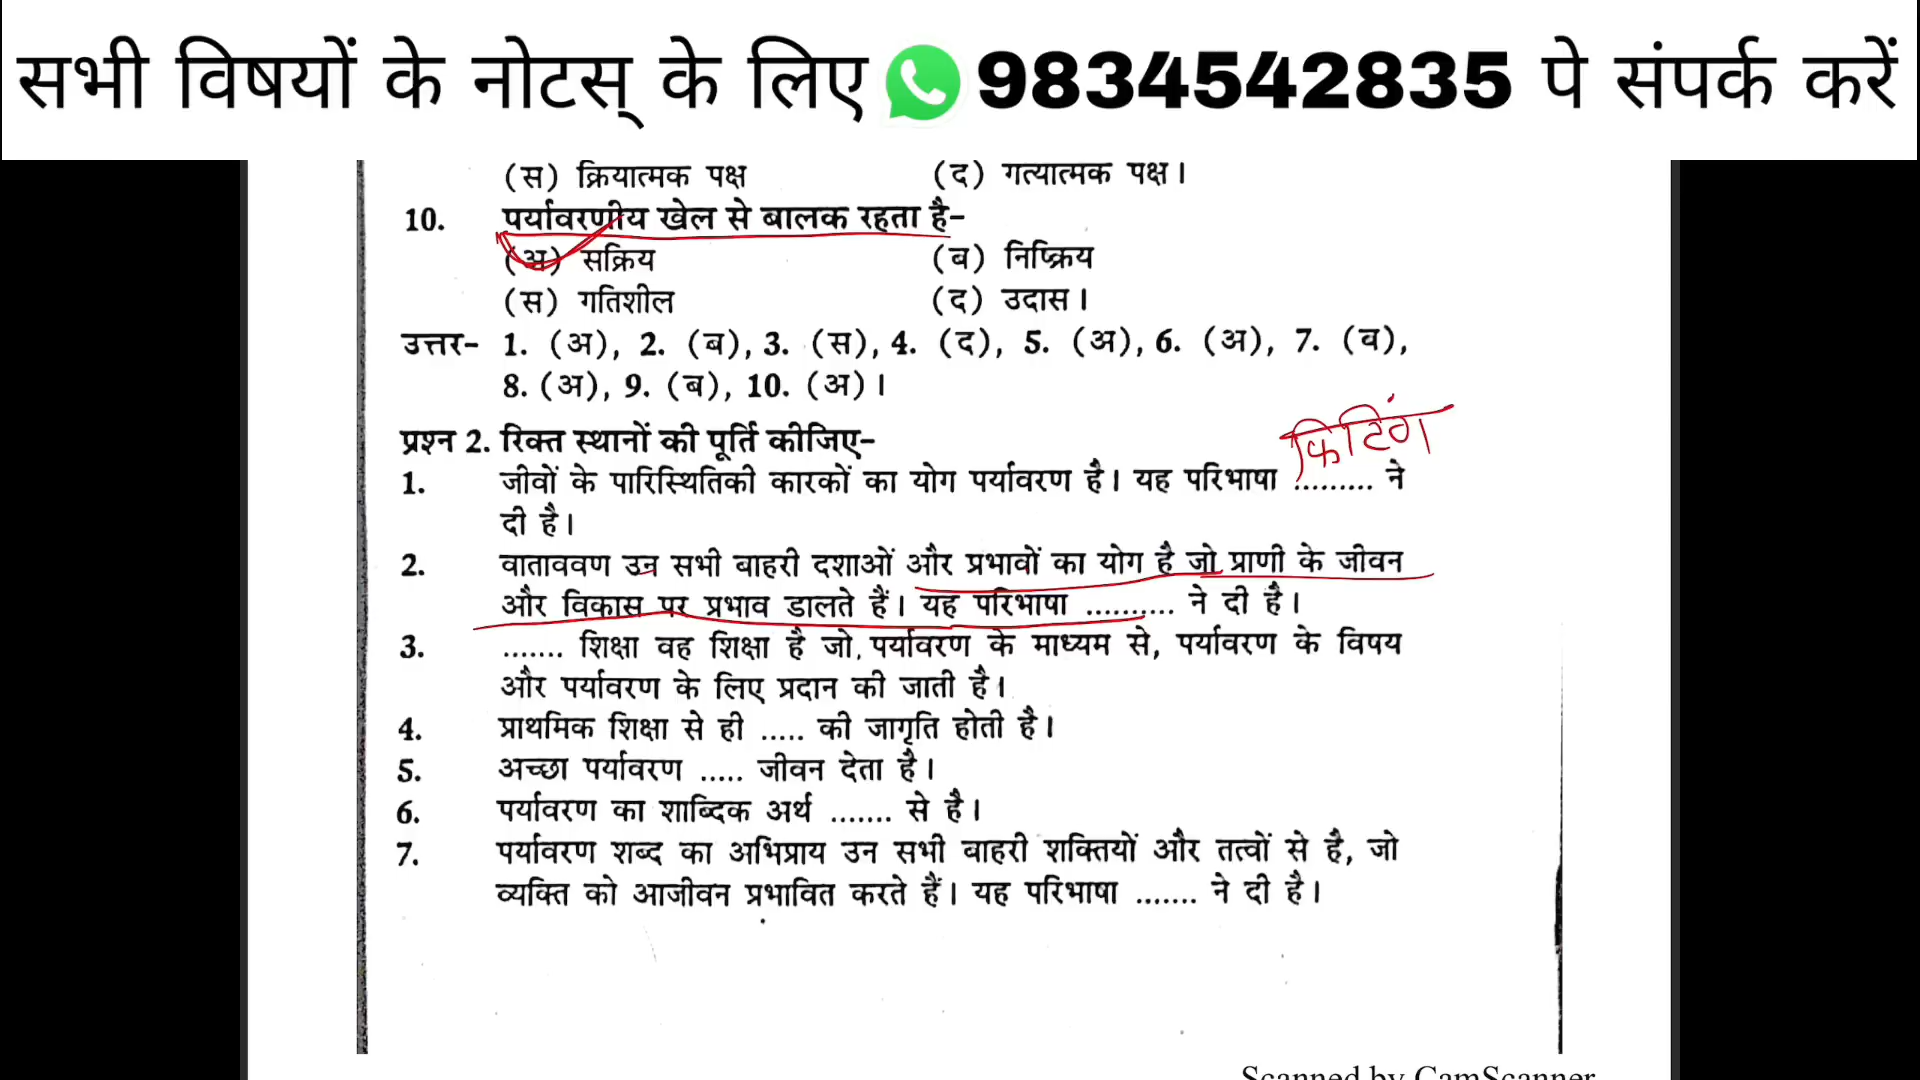 सभी विषयों के नोटस् के लिए 9834542835 पे संपर्क करें
(स) क्रियात्मक पक्ष (द) गत्यात्मक पक्ष।
10. पर्यावरणीय खेल से बालक रहता है-
(अ) सक्रिय (ब) निष्क्रिय
(स) गतिशील (द) उदास।
उत्तर- 1. (अ), 2. (ब), 3. (स), 4. (द), 5. (अ), 6. (अ), 7. (व),
8. (अ), 9. (ब), 10. (अ)।
फिटिंग
प्रश्न 2. रिक्त स्थानों की पूर्ति कीजिए-
1. जीवों के पारिस्थितिकी कारकों का योग पर्यावरण है। यह परिभाषा ......... ने
दी है।
2. वाताववण उन सभी बाहरी दशाओं और प्रभावों का योग है जो प्राणी के जीवन
और विकास पर प्रभाव डालते हैं। यह परिभाषा .......... ने दी है।
3. ....... शिक्षा वह शिक्षा है जो पर्यावरण के माध्यम से, पर्यावरण के विषय
और पर्यावरण के लिए प्रदान की जाती है।
4. प्राथमिक शिक्षा से ही ..... की जागृति होती है।
5. अच्छा पर्यावरण ..... जीवन देता है।
6. पर्यावरण का शाब्दिक अर्थ ....... से है।
7. पर्यावरण शब्द का अभिप्राय उन सभी बाहरी शक्तियों और तत्वों से है, जो
व्यक्ति को आजीवन प्रभावित करते हैं। यह परिभाषा ....... ने दी है।
Scanned by CamScanner